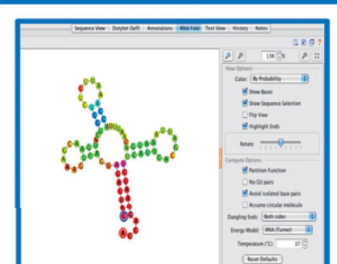 Sequence View Dotplot (Self) Annotations RNA Fold Text View History Notes
138 %
View Options
Color: By Probability
Show Bases
Show Sequence Selection
Flip View
Highlight Ends
Rotate:
Compute Options
Partition Function
No GU pairs
Avoid isolated base pairs
Assume circular molecule
Dangling Ends: Both sides
Energy Model: RNA (Turner)
Temperature (°C): 37
Reset Defaults